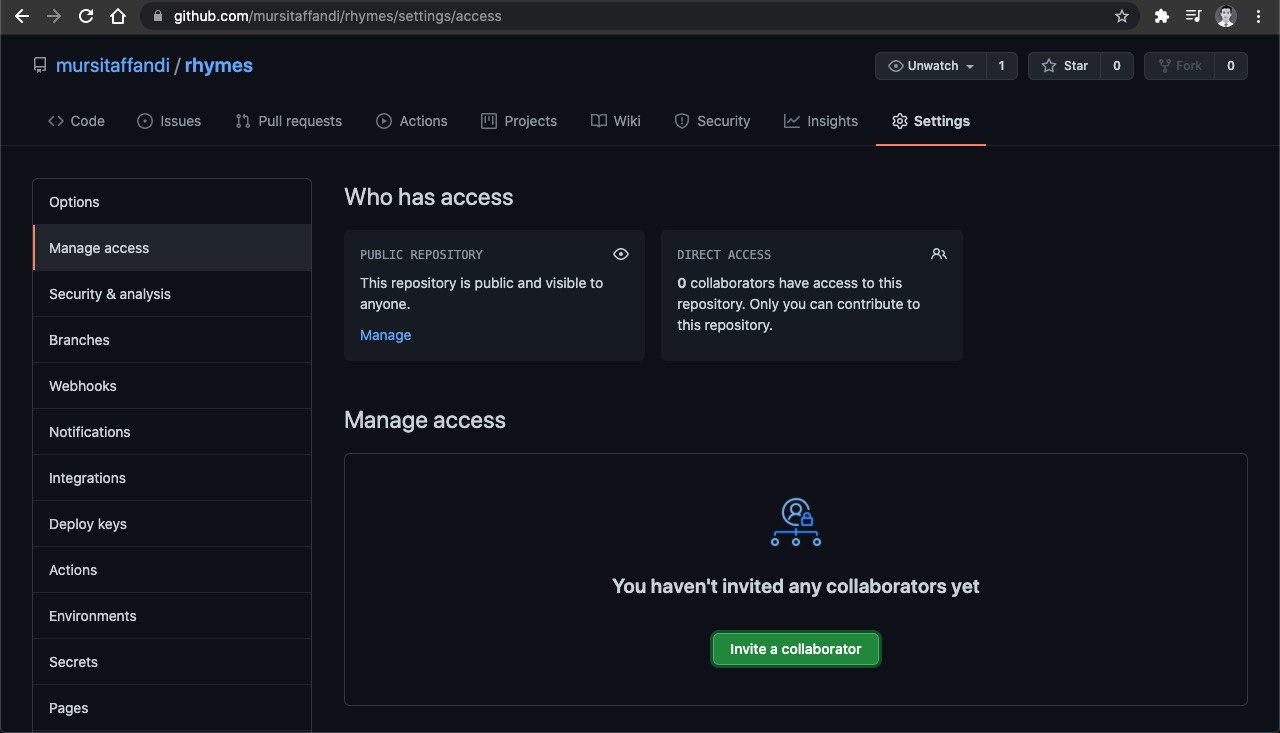 github.com/mursitaffandi/rhymes/settings/access
mursitaffandi / rhymes
Unwatch 1
Star 0
Fork 0
Code
Issues
Pull requests
Actions
Projects
Wiki
Security
Insights
Settings
Options
Manage access
Security & analysis
Branches
Webhooks
Notifications
Integrations
Deploy keys
Actions
Environments
Secrets
Pages
Who has access
PUBLIC REPOSITORY
This repository is public and visible to
anyone.
Manage
DIRECT ACCESS
0 collaborators have access to this
repository. Only you can contribute to
this repository.
Manage access
You haven't invited any collaborators yet
Invite a collaborator